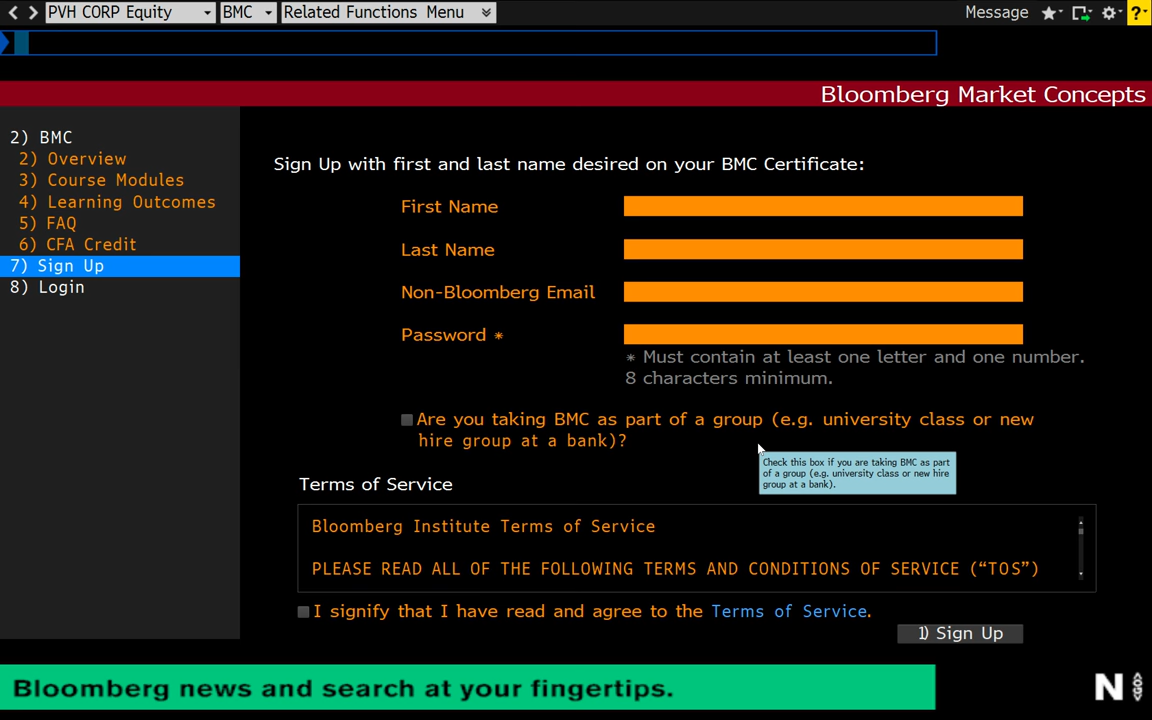 PVH CORP Equity BMC Related Functions Menu Message ?
Bloomberg Market Concepts
2) BMC
2) Overview
3) Course Modules
4) Learning Outcomes
5) FAQ
6) CFA Credit
7) Sign Up
8) Login
Sign Up with first and last name desired on your BMC Certificate:
First Name
Last Name
Non-Bloomberg Email
Password *
* Must contain at least one letter and one number.
8 characters minimum.
Are you taking BMC as part of a group (e.g. university class or new
hire group at a bank)?
Check this box if you are taking BMC as part
of a group (e.g. university class or new hire
group at a bank).
Terms of Service
Bloomberg Institute Terms of Service
PLEASE READ ALL OF THE FOLLOWING TERMS AND CONDITIONS OF SERVICE (“TOS”)
I signify that I have read and agree to the Terms of Service.
1) Sign Up
Bloomberg news and search at your fingertips.
N